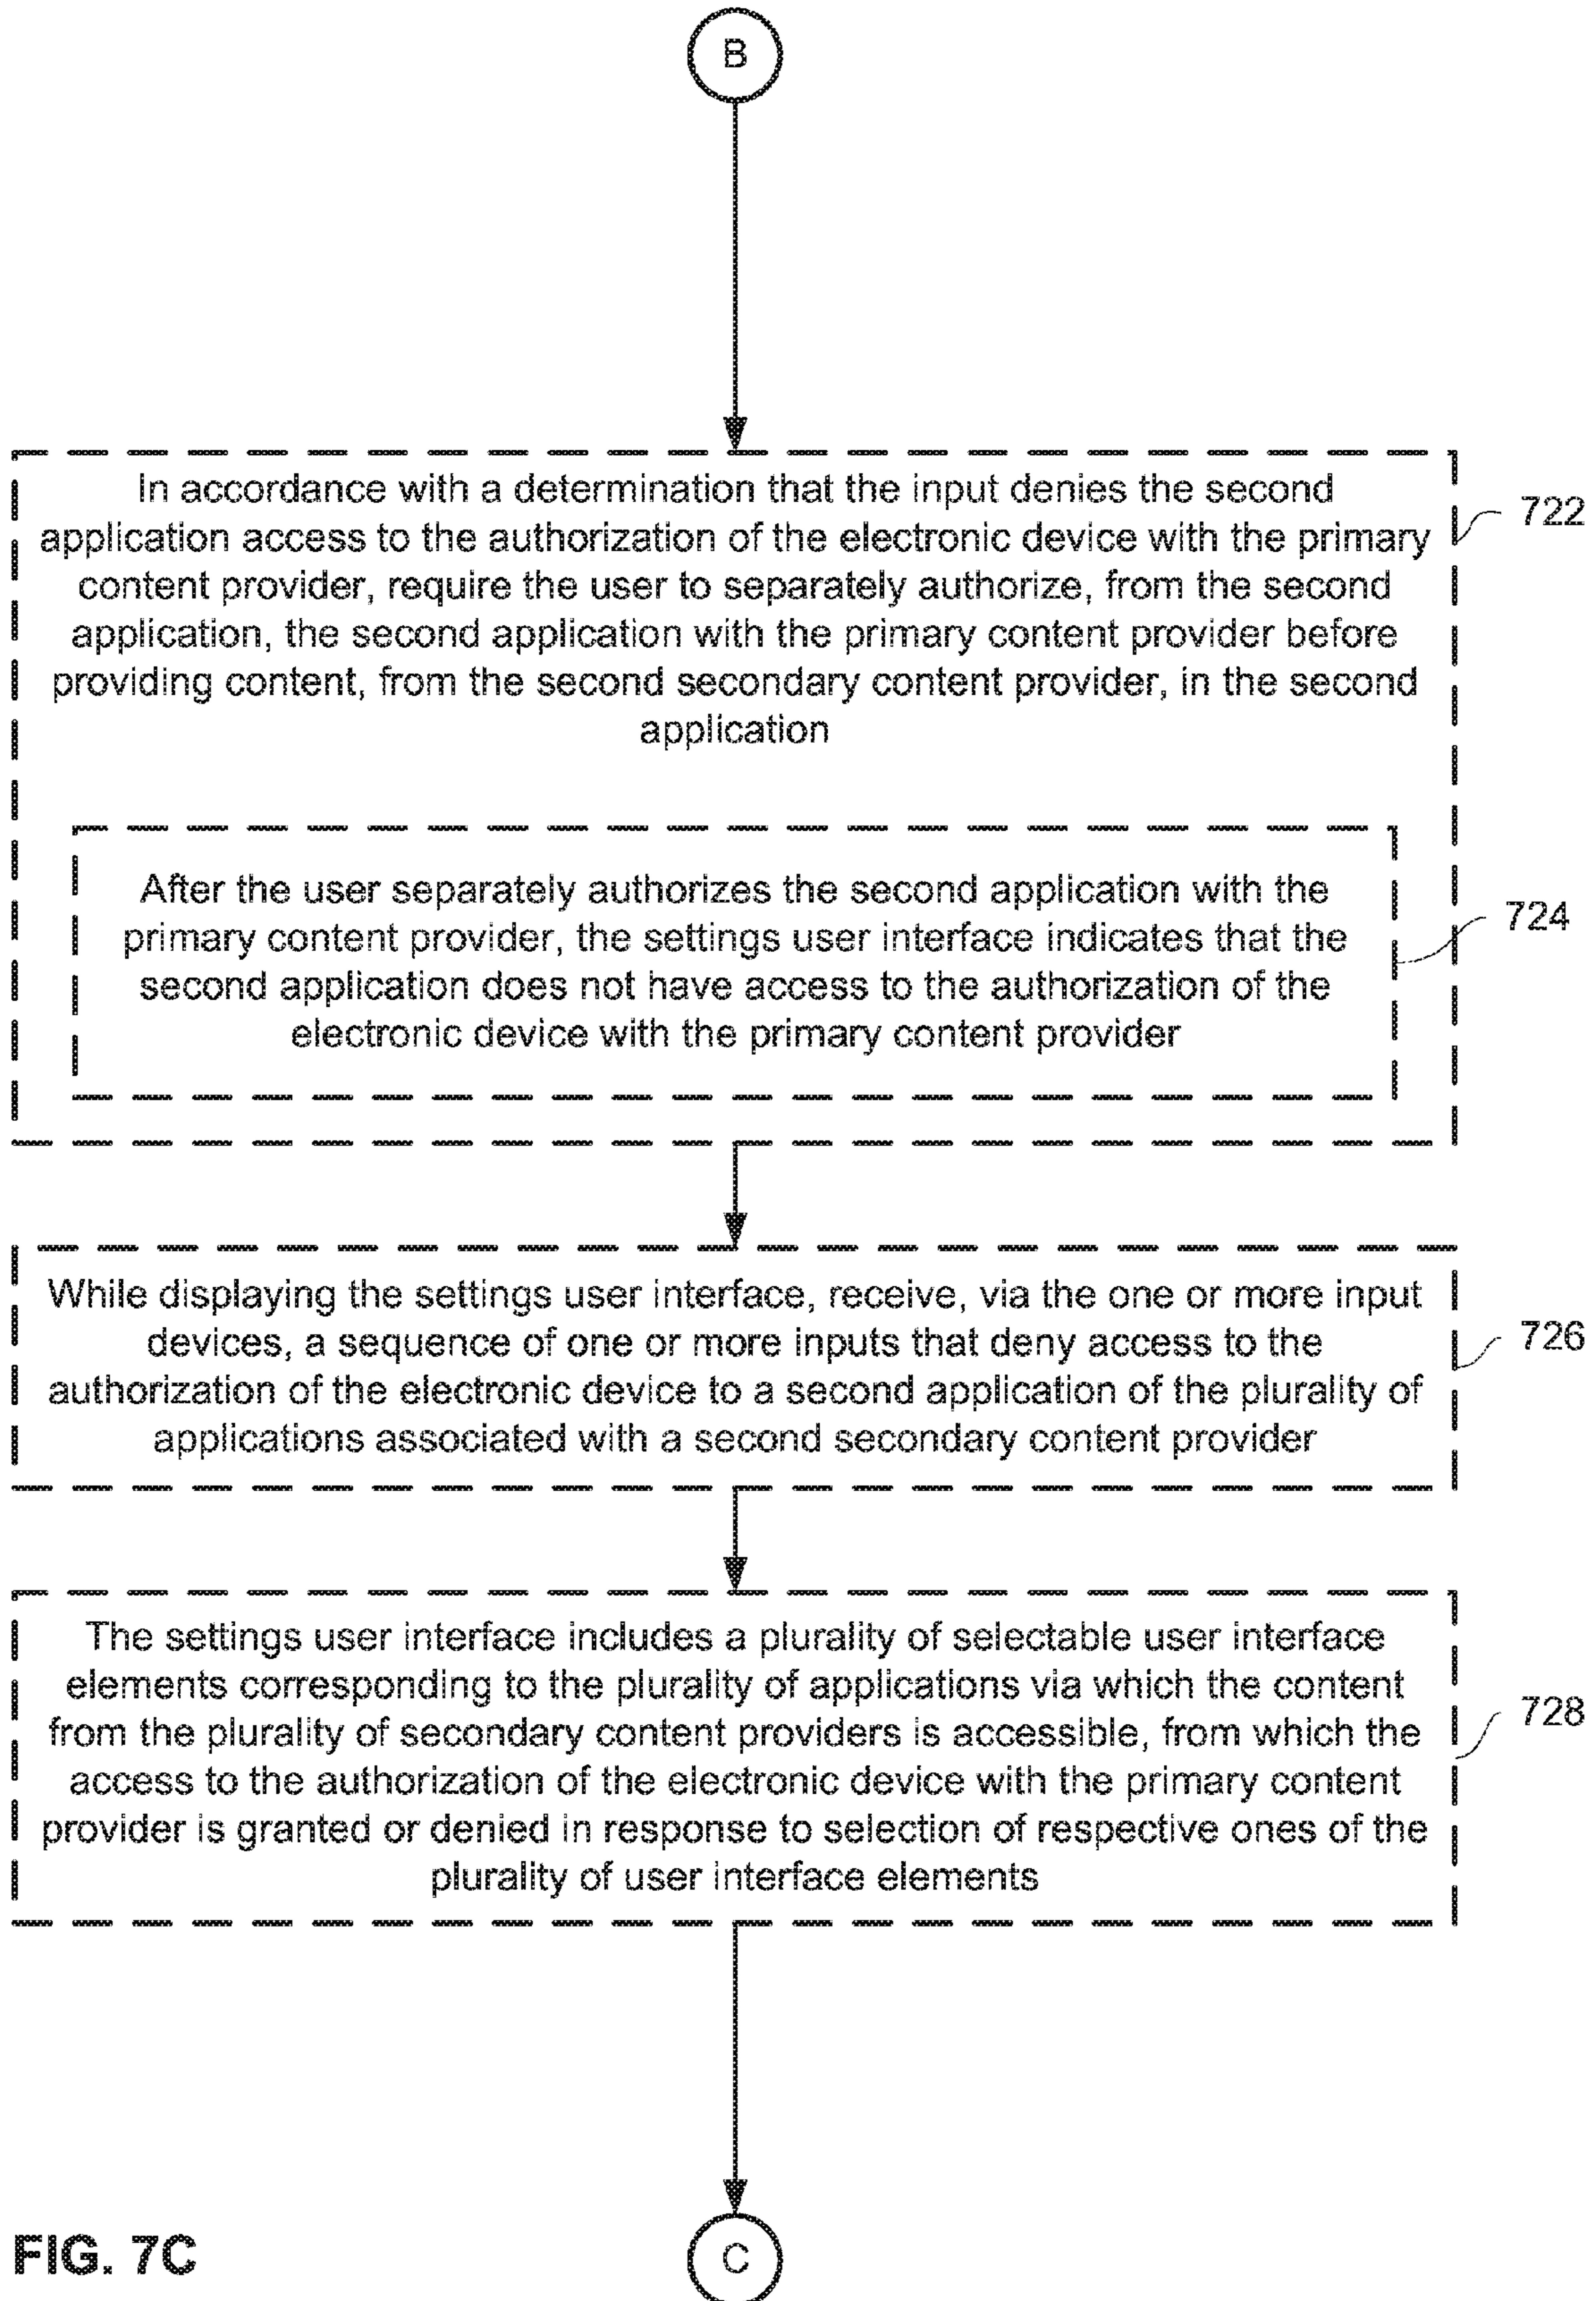 B
In accordance with a determination that the input denies the second
application access to the authorization of the electronic device with the primary
content provider, require the user to separately authorize, from the second
application, the second application with the primary content provider before
providing content, from the second secondary content provider, in the second
application
722
After the user separately authorizes the second application with the
primary content provider, the settings user interface indicates that the
second application does not have access to the authorization of the
electronic device with the primary content provider
724
While displaying the settings user interface, receive, via the one or more input
devices, a sequence of one or more inputs that deny access to the
authorization of the electronic device to a second application of the plurality of
applications associated with a second secondary content provider
726
The settings user interface includes a plurality of selectable user interface
elements corresponding to the plurality of applications via which the content
from the plurality of secondary content providers is accessible, from which the
access to the authorization of the electronic device with the primary content
provider is granted or denied in response to selection of respective ones of the
plurality of user interface elements
728
FIG. 7C
C